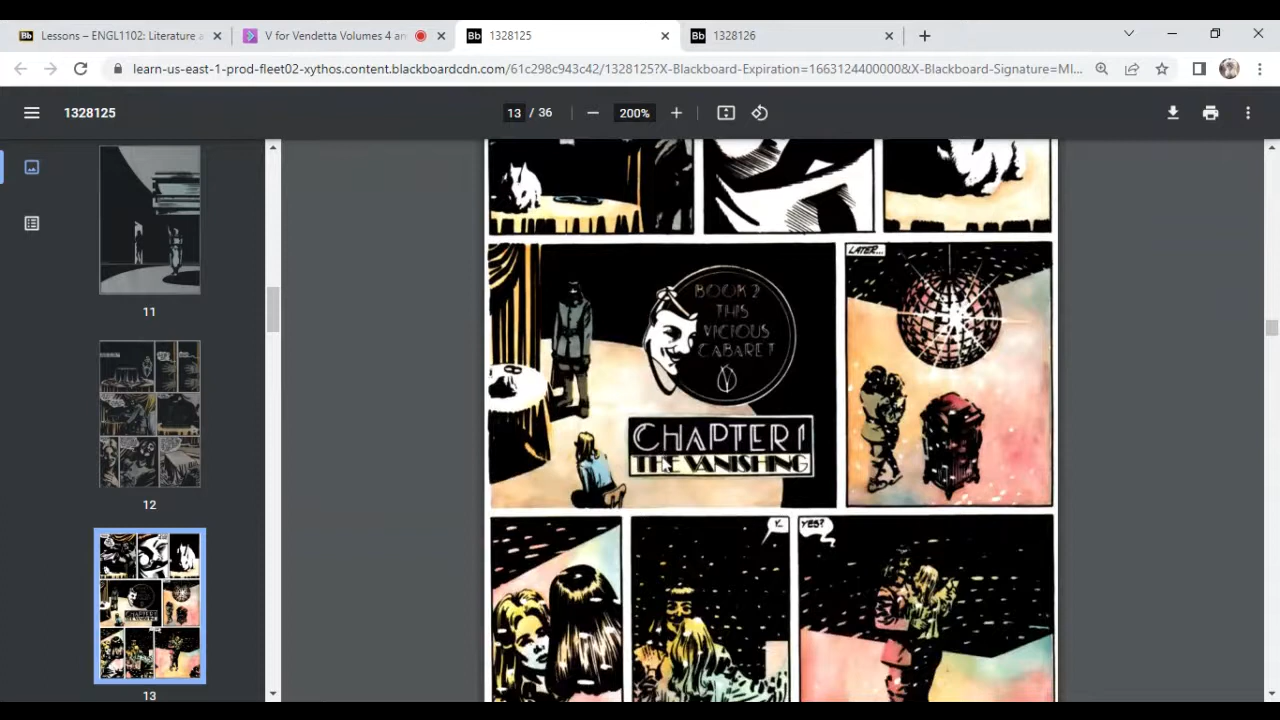 Lessons – ENGL1102: Literature a
V for Vendetta Volumes 4 an
1328125
1328126
learn-us-east-1-prod-fleet02-xythos.content.blackboardcdn.com/61c298c943c42/1328125?X-Blackboard-Expiration=1663124400000&X-Blackboard-Signature=MI...
1328125
13 / 36
200%
11
12
13
BOOK 2
THIS
VICIOUS
CABARET
CHAPTER 1
THE VANISHING
LATER...
V...
YES?